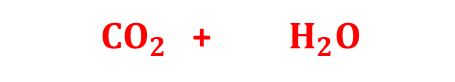 CO₂ + H₂O